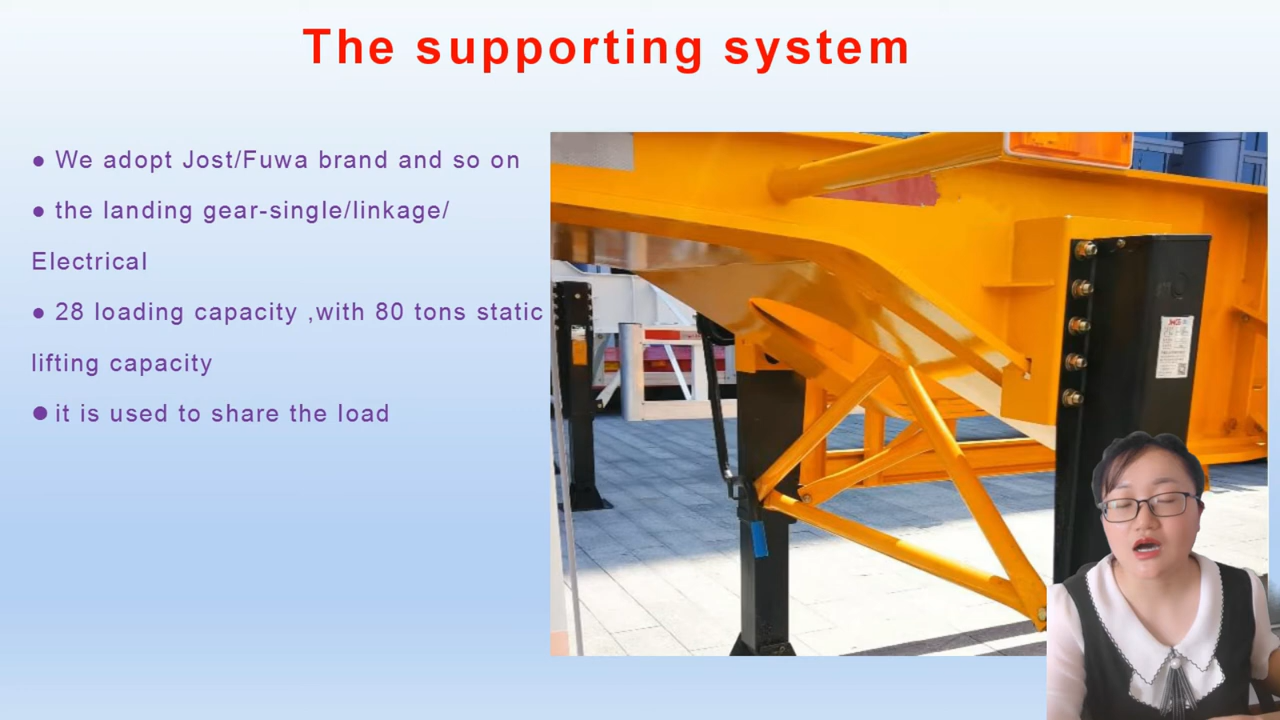 The supporting system
● We adopt Jost/Fuwa brand and so on
● the landing gear-single/linkage/
Electrical
● 28 loading capacity ,with 80 tons static
lifting capacity
● it is used to share the load